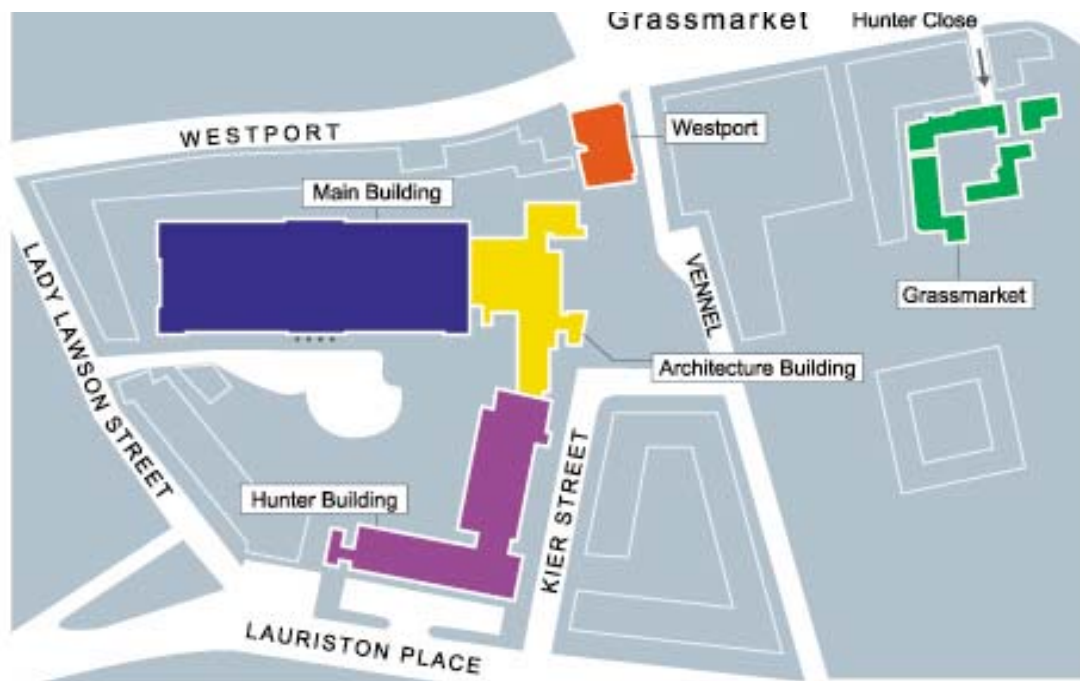 Grassmarket
Hunter Close
WESTPORT
Westport
Main Building
LADY LAWSON STREET
VENNEL
Grassmarket
Architecture Building
KIER STREET
Hunter Building
LAURISTON PLACE